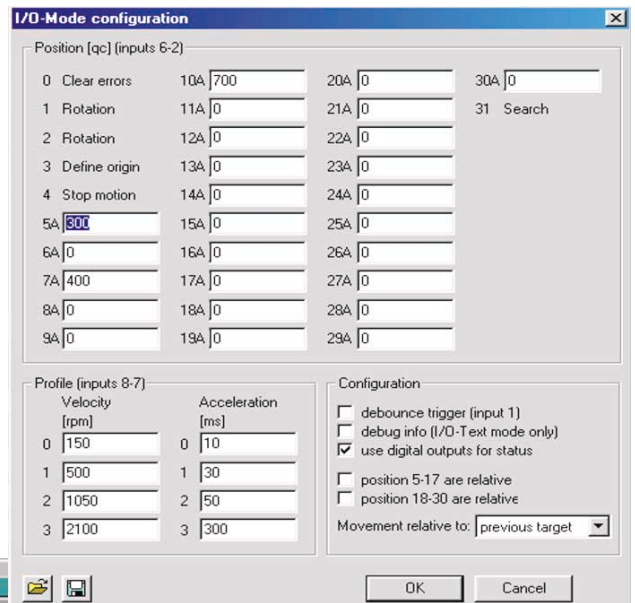 I/O-Mode configuration
Position [qc] (inputs 6-2)
0 Clear errors 10A 700 20A 0 30A 0
1 Rotation 11A 0 21A 0 31 Search
2 Rotation 12A 0 22A 0
3 Define origin 13A 0 23A 0
4 Stop motion 14A 0 24A 0
5A 300 15A 0 25A 0
6A 0 16A 0 26A 0
7A 400 17A 0 27A 0
8A 0 18A 0 28A 0
9A 0 19A 0 29A 0
Profile (inputs 8-7)
Velocity Acceleration
[rpm] [ms]
0 150 0 10
1 500 1 30
2 1050 2 50
3 2100 3 300
Configuration
debounce trigger (input 1)
debug info (I/O-Text mode only)
use digital outputs for status
position 5-17 are relative
position 18-30 are relative
Movement relative to: previous target
OK Cancel